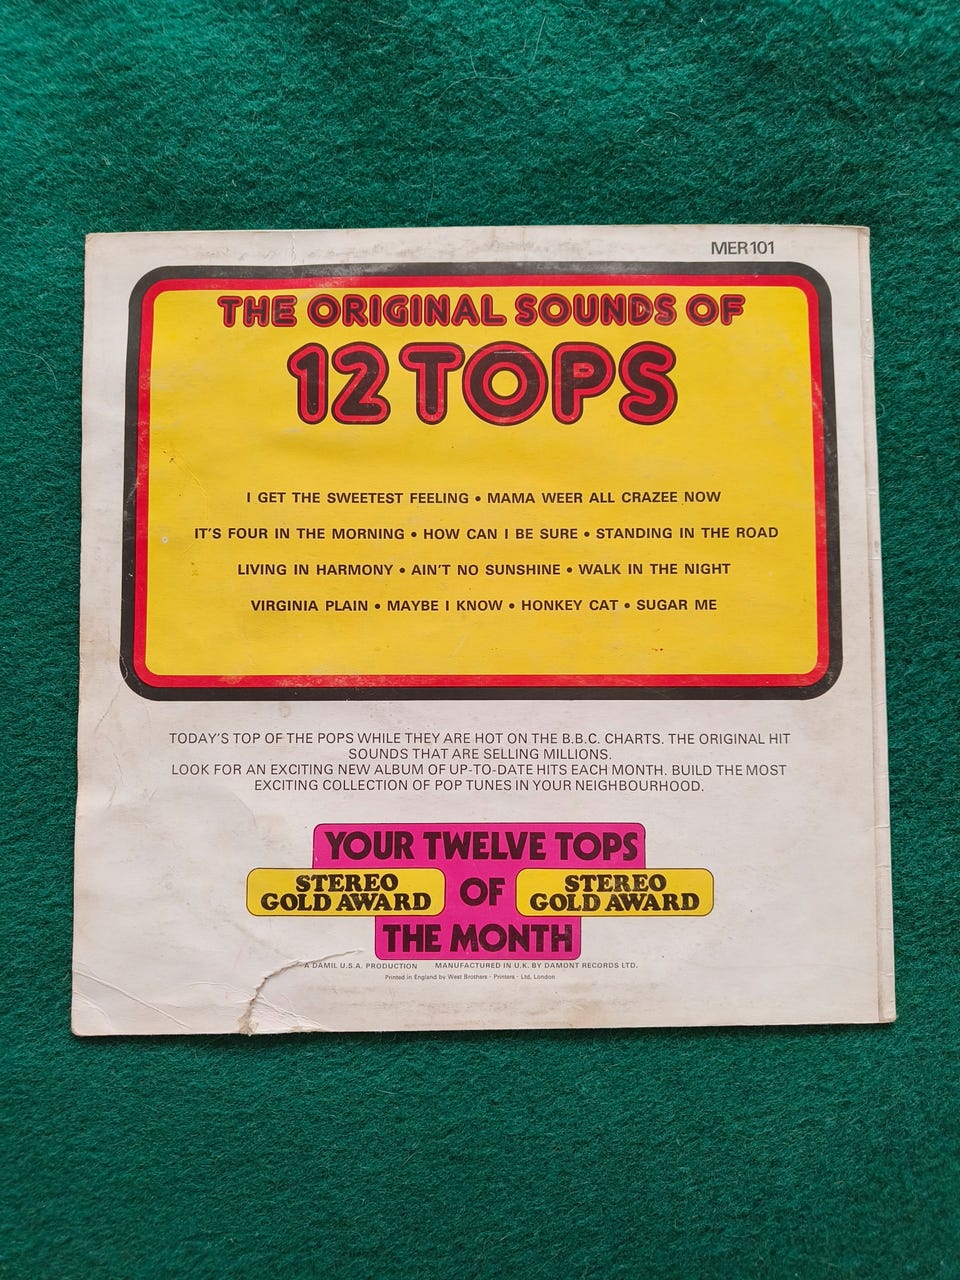 MER 101
THE ORIGINAL SOUNDS OF
12 TOPS
I GET THE SWEETEST FEELING • MAMA WEER ALL CRAZEE NOW
IT'S FOUR IN THE MORNING • HOW CAN I BE SURE • STANDING IN THE ROAD
LIVING IN HARMONY • AIN'T NO SUNSHINE • WALK IN THE NIGHT
VIRGINIA PLAIN • MAYBE I KNOW • HONKEY CAT • SUGAR ME
TODAY'S TOP OF THE POPS WHILE THEY ARE HOT ON THE B.B.C. CHARTS. THE ORIGINAL HIT
SOUNDS THAT ARE SELLING MILLIONS.
LOOK FOR AN EXCITING NEW ALBUM OF UP-TO-DATE HITS EACH MONTH. BUILD THE MOST
EXCITING COLLECTION OF POP TUNES IN YOUR NEIGHBOURHOOD.
YOUR TWELVE TOPS
STEREO
GOLD AWARD
OF
STEREO
GOLD AWARD
THE MONTH
A DAMIL U.S.A. PRODUCTION MANUFACTURED IN U.K. BY DAMONT RECORDS LTD.
Printed in England by West Brothers · Printers · Ltd, London